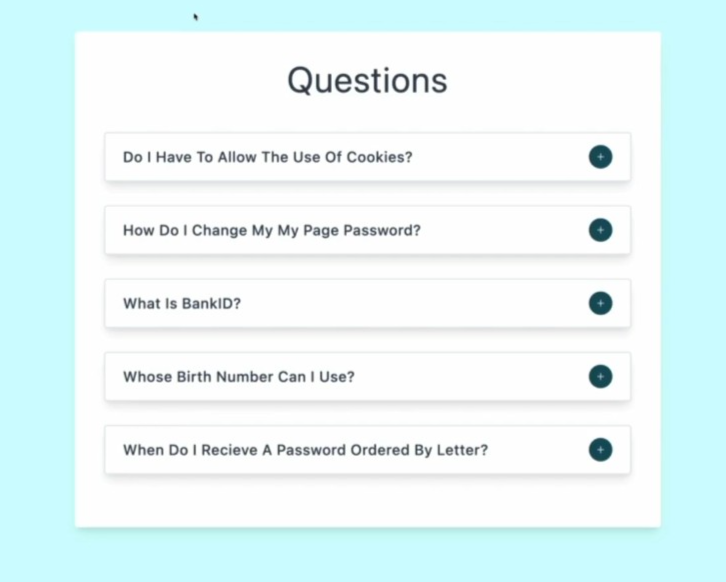 Questions
Do I Have To Allow The Use Of Cookies?
+
How Do I Change My My Page Password?
+
What Is BankID?
+
Whose Birth Number Can I Use?
+
When Do I Recieve A Password Ordered By Letter?
+